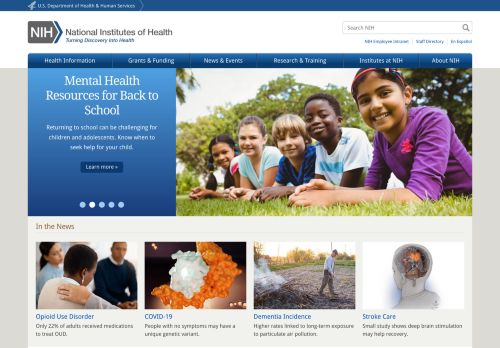 U.S. Department of Health & Human Services
NIH
National Institutes of Health
Turning Discovery Into Health
Search NIH
NIH Employee Intranet
Staff Directory
En Español
Health Information
Grants & Funding
News & Events
Research & Training
Institutes at NIH
About NIH
Mental Health
Resources for Back to
School
Returning to school can be challenging for
children and adolescents. Know when to
seek help for your child.
Learn more »
In the News
Opioid Use Disorder
Only 22% of adults received medications
to treat OUD.
COVID-19
People with no symptoms may have a
unique genetic variant.
Dementia Incidence
Higher rates linked to long-term exposure
to particulate air pollution.
Stroke Care
Small study shows deep brain stimulation
may help recovery.